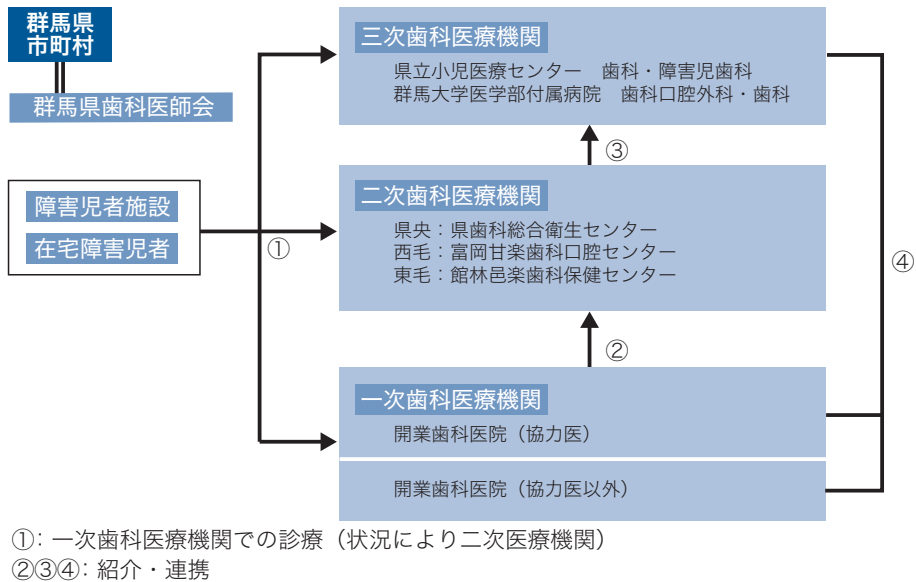 群馬県
市町村
群馬県歯科医師会
障害児者施設
在宅障害児者
①
三次歯科医療機関
県立小児医療センター　歯科・障害児歯科
群馬大学医学部付属病院　歯科口腔外科・歯科
③
二次歯科医療機関
県央：県歯科総合衛生センター
西毛：富岡甘楽歯科口腔センター
東毛：館林邑楽歯科保健センター
④
②
一次歯科医療機関
開業歯科医院（協力医）
開業歯科医院（協力医以外）
①：一次歯科医療機関での診療（状況により二次医療機関）
②③④：紹介・連携